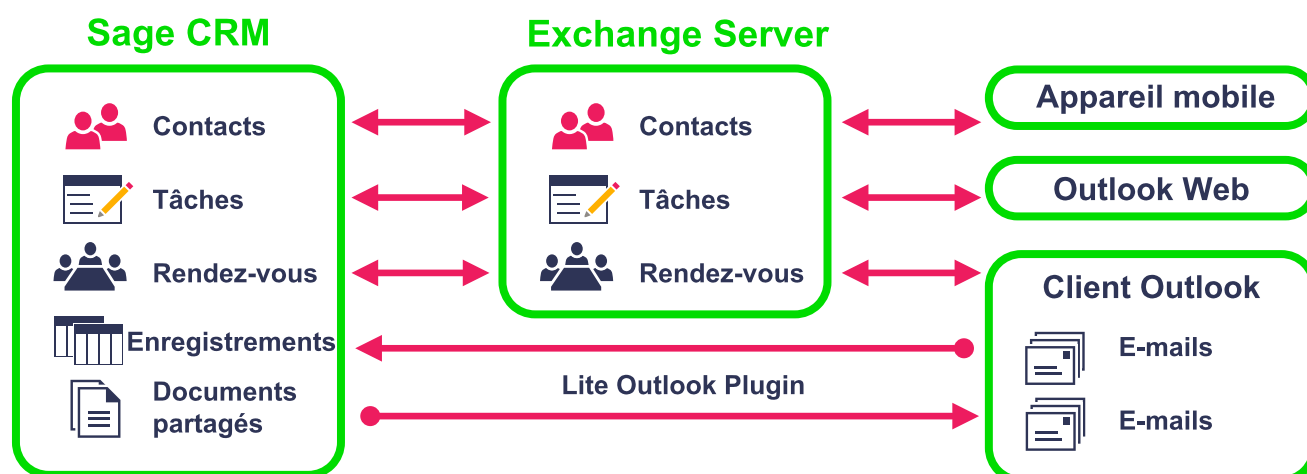 Sage CRM
Exchange Server
Contacts
Tâches
Rendez-vous
Enregistrements
Documents
partagés
Contacts
Tâches
Rendez-vous
Lite Outlook Plugin
Appareil mobile
Outlook Web
Client Outlook
E-mails
E-mails